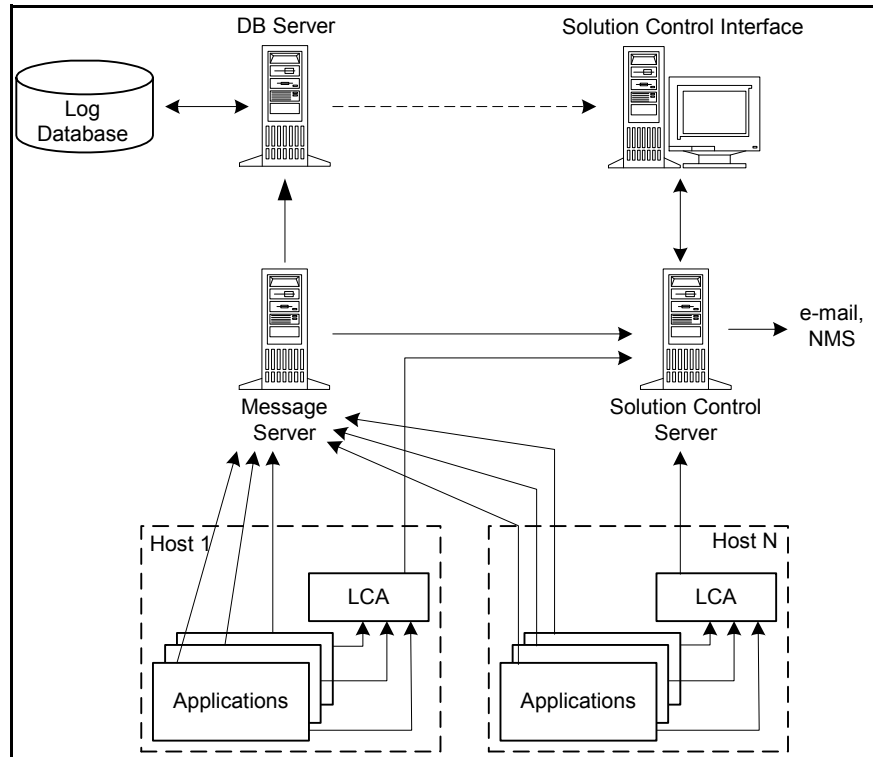 DB Server
Solution Control Interface
Log
Database
e-mail,
NMS
Message
Server
Solution Control
Server
Host 1
Host N
LCA
LCA
Applications
Applications